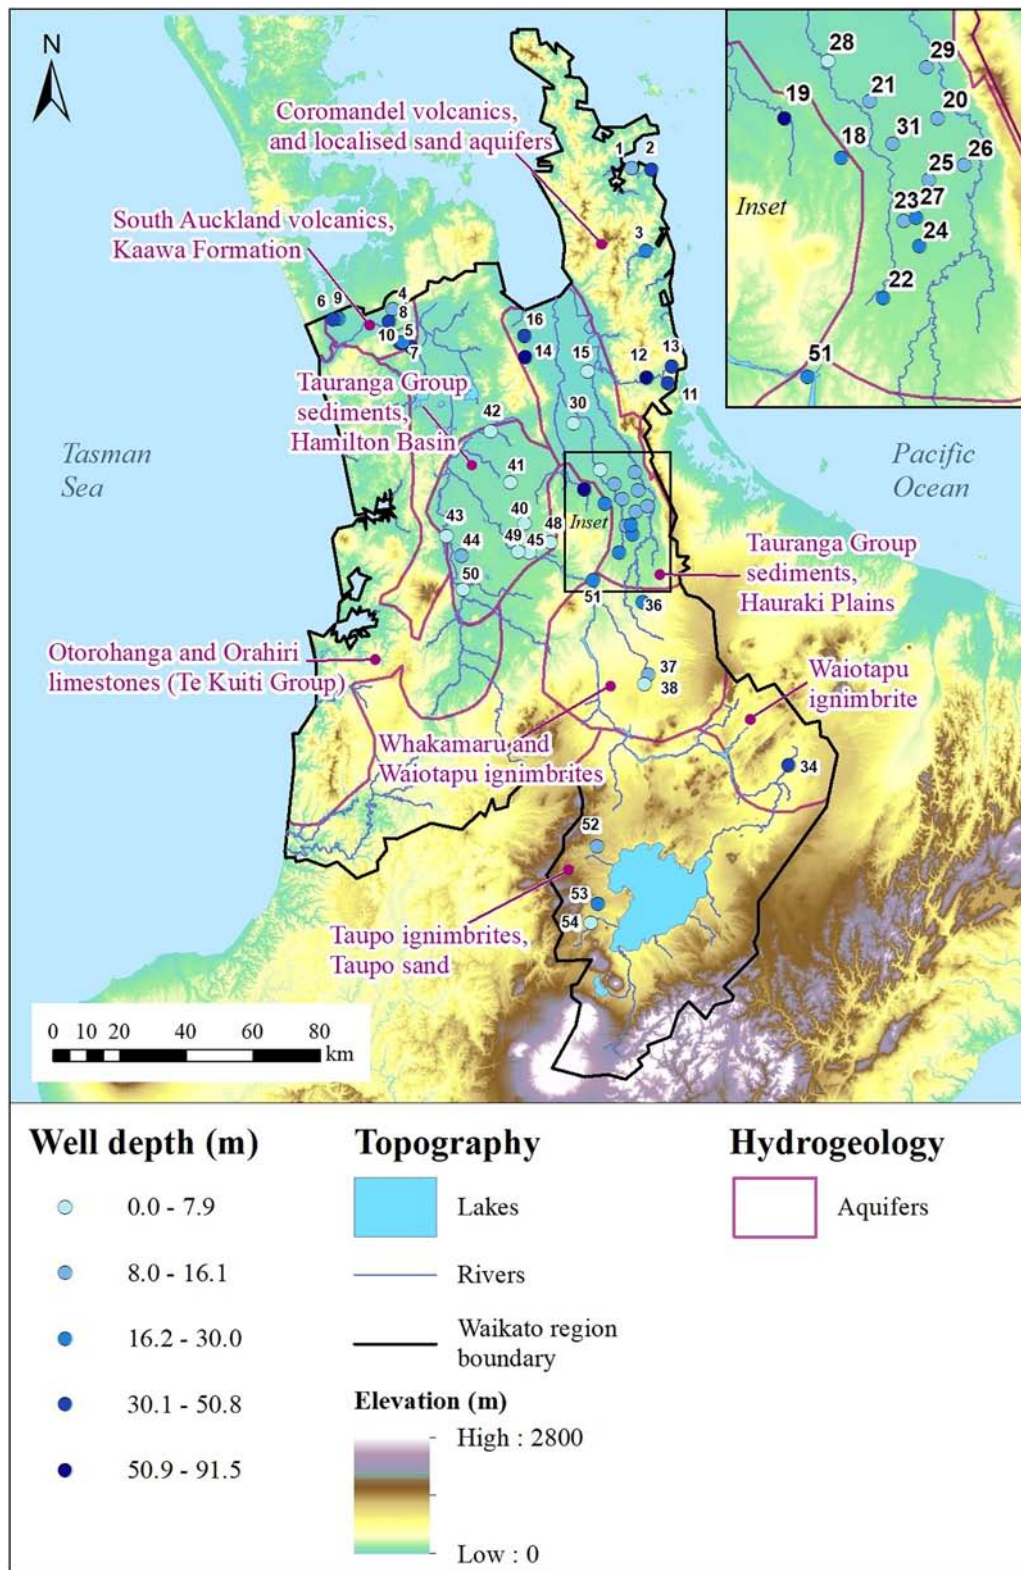 N
Coromandel volcanics,
and localised sand aquifers
South Auckland volcanics,
Kaawa Formation
Tauranga Group
sediments,
Hamilton Basin
Tasman
Sea
Pacific
Ocean
Tauranga Group
sediments,
Hauraki Plains
Otorohanga and Orahiri
limestones (Te Kuiti Group)
Waiotapu
ignimbrite
Whakamaru and
Waiotapu ignimbrites
Taupo ignimbrites,
Taupo sand
1
2
3
6
9
4
8
10
5
7
16
14
15
12
13
11
42
30
41
40
43
44
49
45
48
50
Inset
51
36
37
38
34
52
53
54
28
29
21
19
20
18
31
26
25
Inset
23
27
24
22
51
0 10 20 40 60 80
km
Well depth (m)
0.0 - 7.9
8.0 - 16.1
16.2 - 30.0
30.1 - 50.8
50.9 - 91.5
Topography
Lakes
Rivers
Waikato region
boundary
Elevation (m)
High : 2800
Low : 0
Hydrogeology
Aquifers